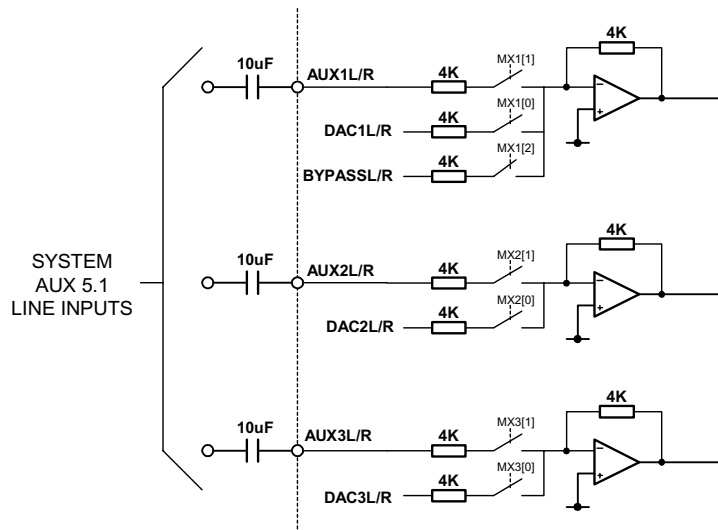 4K
10uF
AUX1L/R
4K
MX1[1]
−
+
DAC1L/R
4K
MX1[0]
BYPASSL/R
4K
MX1[2]
SYSTEM
AUX 5.1
LINE INPUTS
4K
10uF
AUX2L/R
4K
MX2[1]
−
+
DAC2L/R
4K
MX2[0]
4K
10uF
AUX3L/R
4K
MX3[1]
−
+
DAC3L/R
4K
MX3[0]